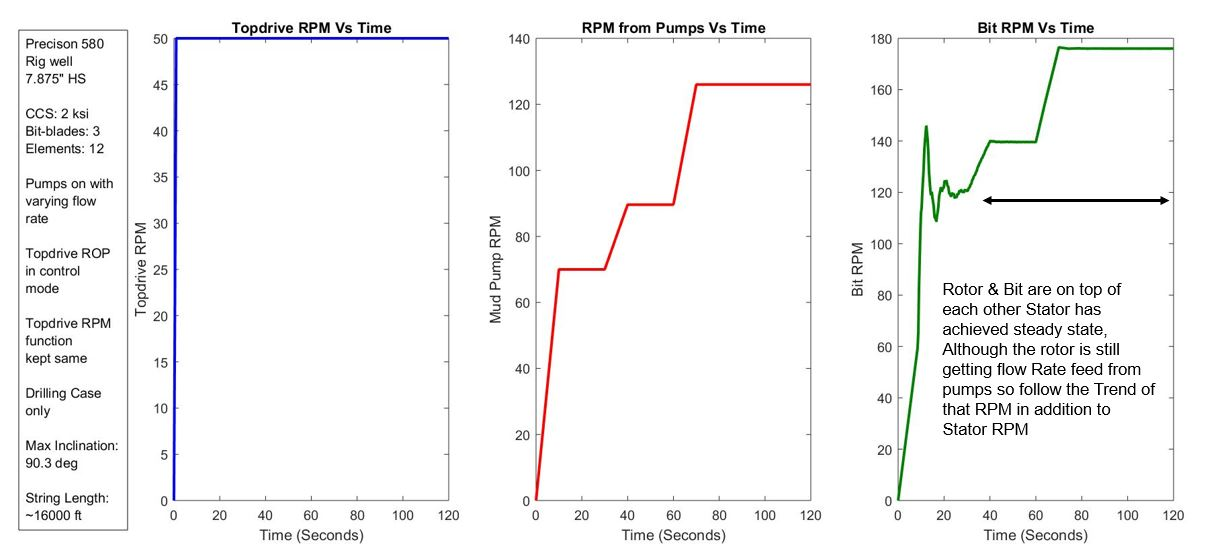 Precison 580
Rig well
7.875" HS
CCS: 2 ksi
Bit-blades: 3
Elements: 12
Pumps on with
varying flow
rate
Topdrive ROP
in control
mode
Topdrive RPM
function
kept same
Drilling Case
only
Max Inclination:
90.3 deg
String Length:
~16000 ft
Topdrive RPM Vs Time
Topdrive RPM
50
45
40
35
30
25
20
15
10
5
0
0 20 40 60 80 100 120
Time (Seconds)
RPM from Pumps Vs Time
Mud Pump RPM
140
120
100
80
60
40
20
0
0 20 40 60 80 100 120
Time (Seconds)
Bit RPM Vs Time
Bit RPM
180
160
140
120
100
80
60
40
20
0
0 20 40 60 80 100 120
Time (Seconds)
Rotor & Bit are on top of
each other Stator has
achieved steady state,
Although the rotor is still
getting flow Rate feed from
pumps so follow the Trend of
that RPM in addition to
Stator RPM